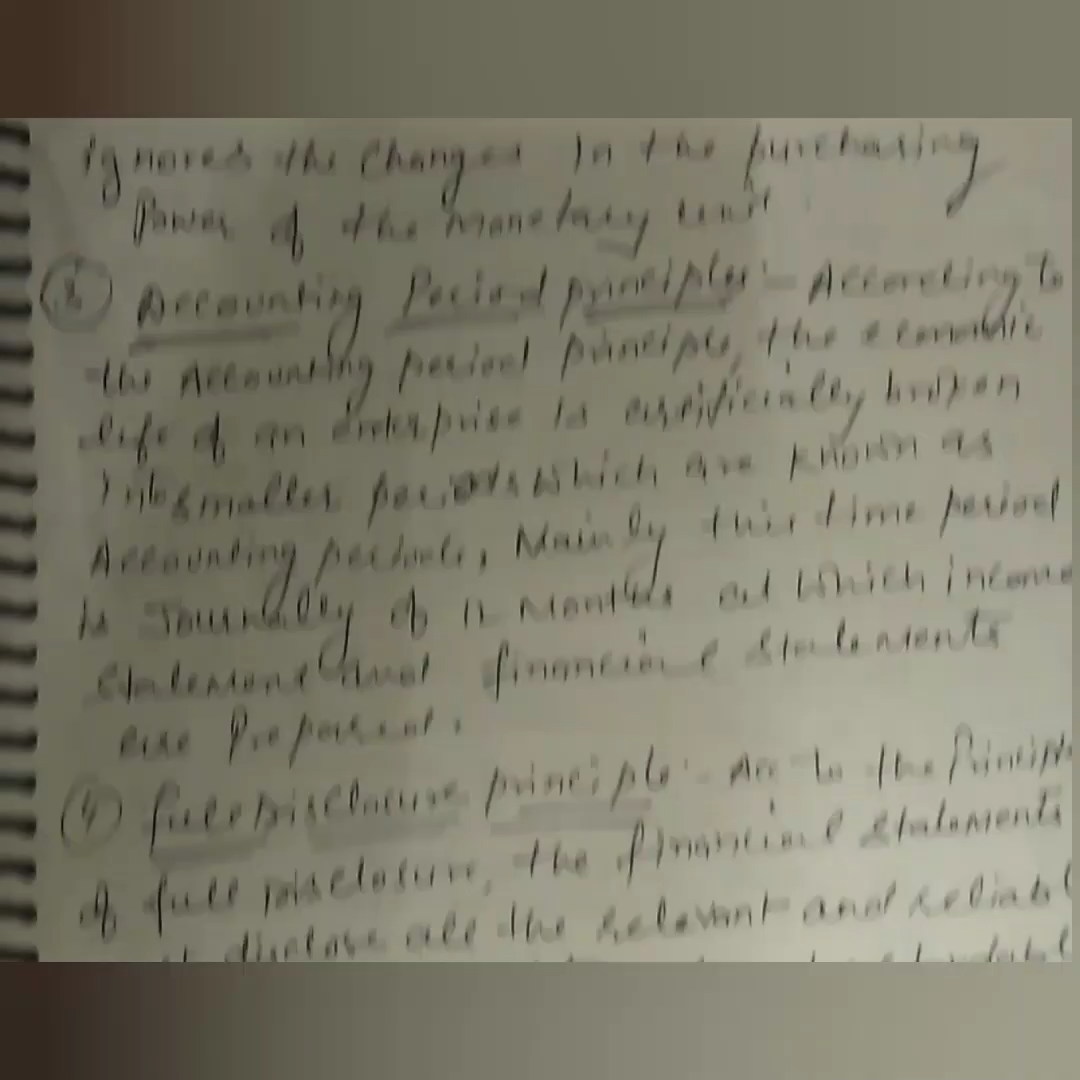 ignores the changes in the purchasing
Power of the monetary unit
③ Accounting Period principle :- According to
the Accounting period principle, the economic
life of an enterprise is artificially broken
into smaller periods which are known as
Accounting periods, Mainly this time period
is of 12 Months at which income
statement and financial statements
are Prepared.
④ full Disclosure principle :- Acc to the Principle
of full Disclosure, the financial statements
disclose all the relevant and reliabl